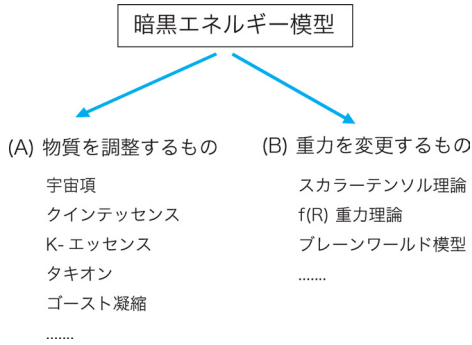 暗黒エネルギー模型
(A) 物質を調整するもの
宇宙項
クインテッセンス
K- エッセンス
タキオン
ゴースト凝縮
.......
(B) 重力を変更するもの
スカラーテンソル理論
f(R) 重力理論
ブレーンワールド模型
.......